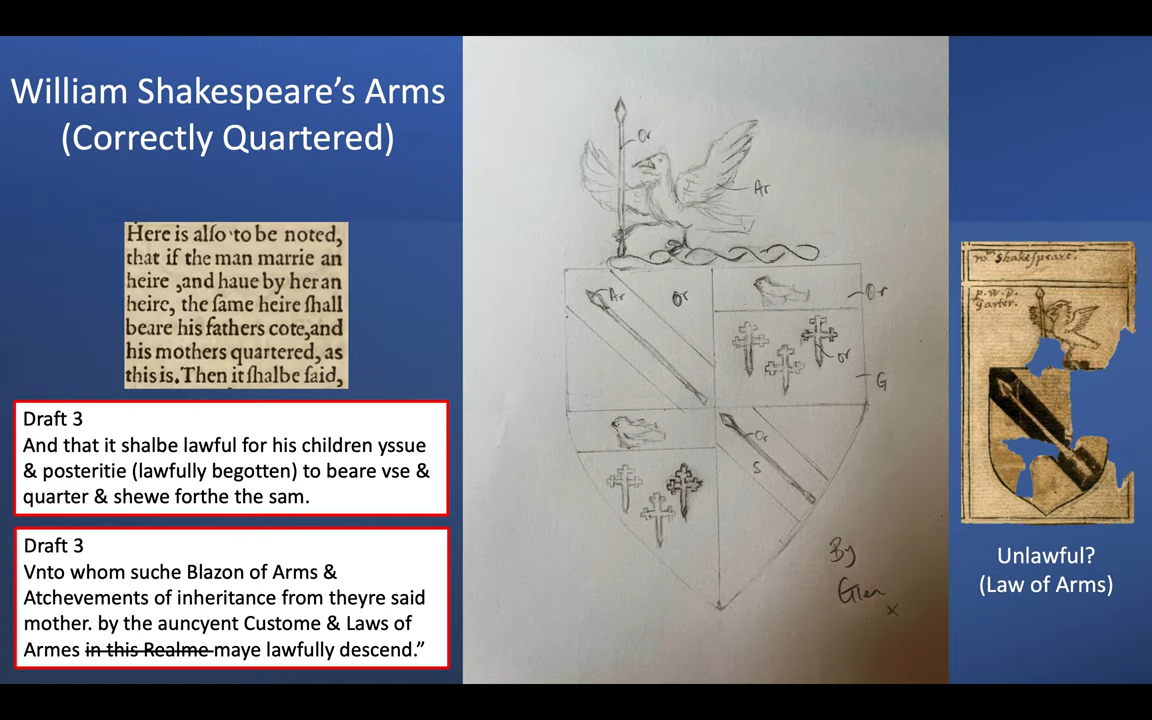 William Shakespeare’s Arms
(Correctly Quartered)
Here is alſo to be noted,
that if the man marrie an
heire ,and haue by her an
heire, the ſame heire ſhall
beare his fathers cote,and
his mothers quartered, as
this is. Then it ſhalbe ſaid,
Draft 3
And that it shalbe lawful for his children yssue
& posteritie (lawfully begotten) to beare vse &
quarter & shewe forthe the sam.
Draft 3
Vnto whom suche Blazon of Arms &
Atchevements of inheritance from theyre said
mother. by the auncyent Custome & Laws of
Armes in this Realme maye lawfully descend.”
Or
Ar
Ar
Or
Or
Or
G
Or
S
By
Glen
x
Wm Shakespeare.
p. W. D.
Garter.
Unlawful?
(Law of Arms)